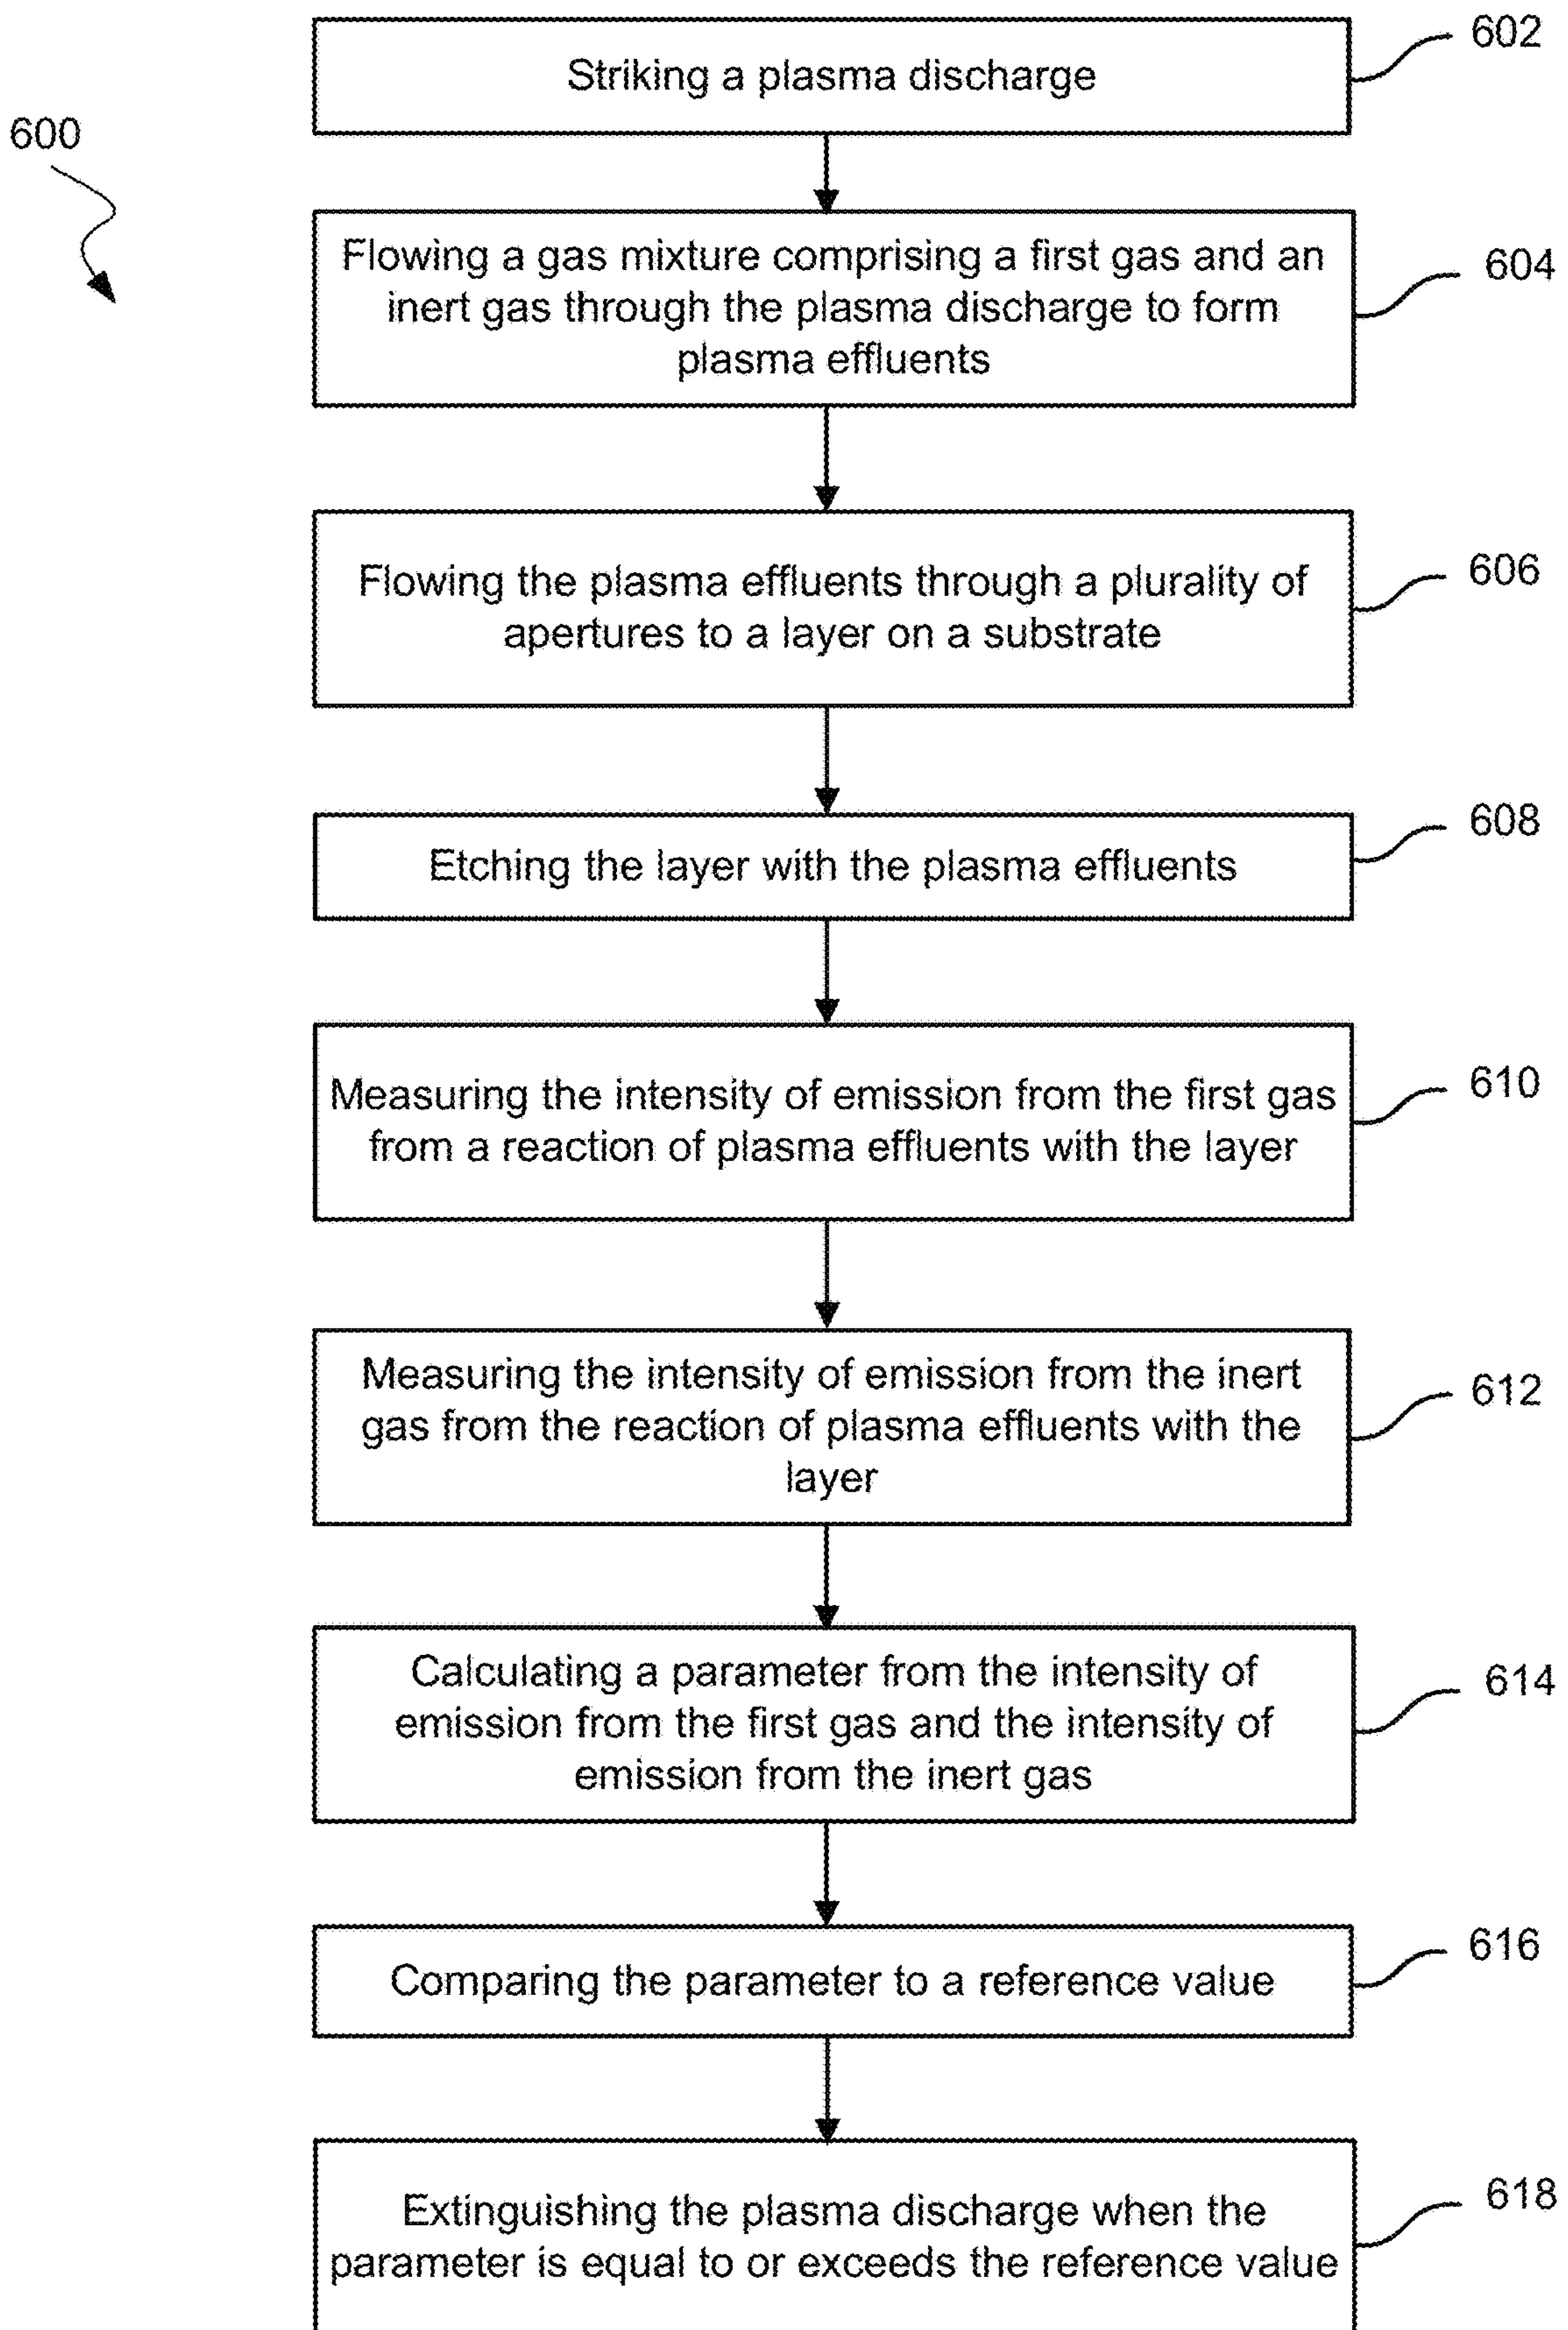 602
Striking a plasma discharge
600
Flowing a gas mixture comprising a first gas and an
inert gas through the plasma discharge to form
plasma effluents
604
Flowing the plasma effluents through a plurality of
apertures to a layer on a substrate
606
Etching the layer with the plasma effluents
608
Measuring the intensity of emission from the first gas
from a reaction of plasma effluents with the layer
610
Measuring the intensity of emission from the inert
gas from the reaction of plasma effluents with the
layer
612
Calculating a parameter from the intensity of
emission from the first gas and the intensity of
emission from the inert gas
614
Comparing the parameter to a reference value
616
Extinguishing the plasma discharge when the
parameter is equal to or exceeds the reference value
618